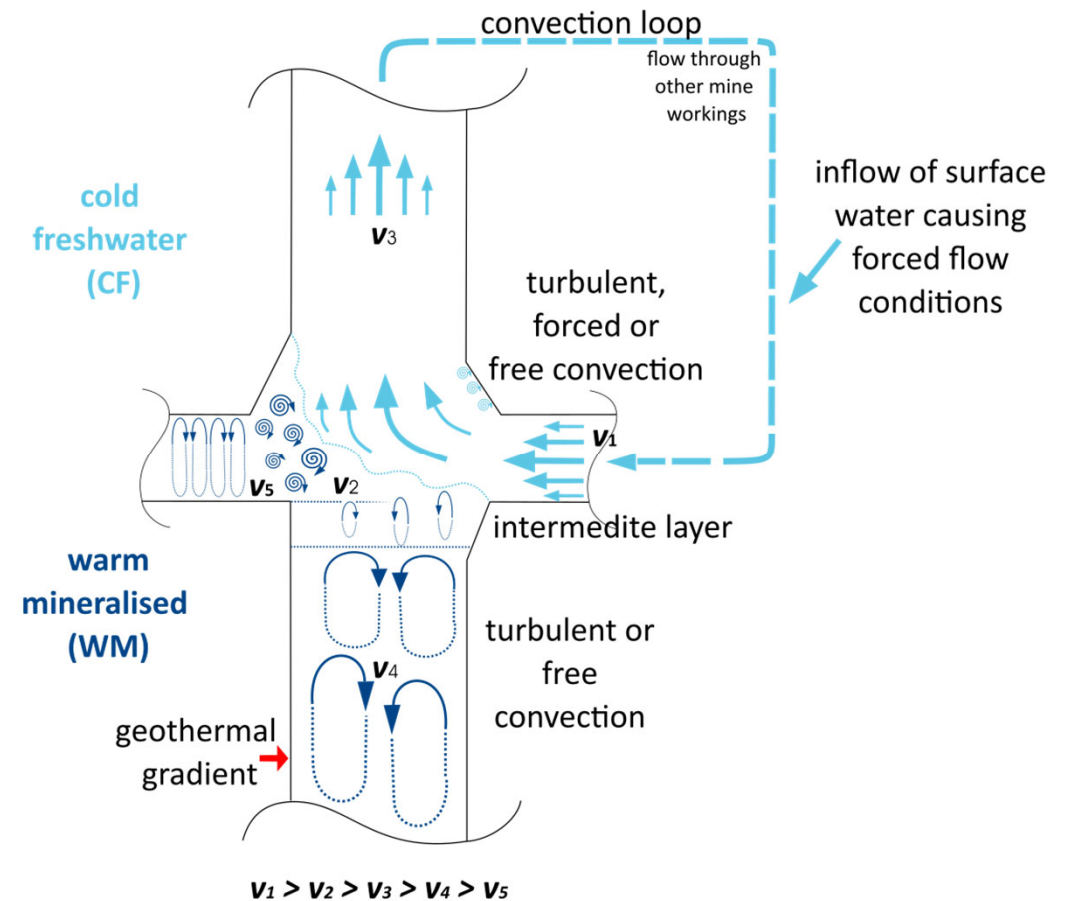 convection loop
flow through
other mine
workings
inflow of surface
water causing
forced flow
conditions
cold
freshwater
(CF)
v3
turbulent,
forced or
free convection
v1
v5
v2
intermedite layer
warm
mineralised
(WM)
turbulent or
free
convection
v4
geothermal
gradient
v1 > v2 > v3 > v4 > v5